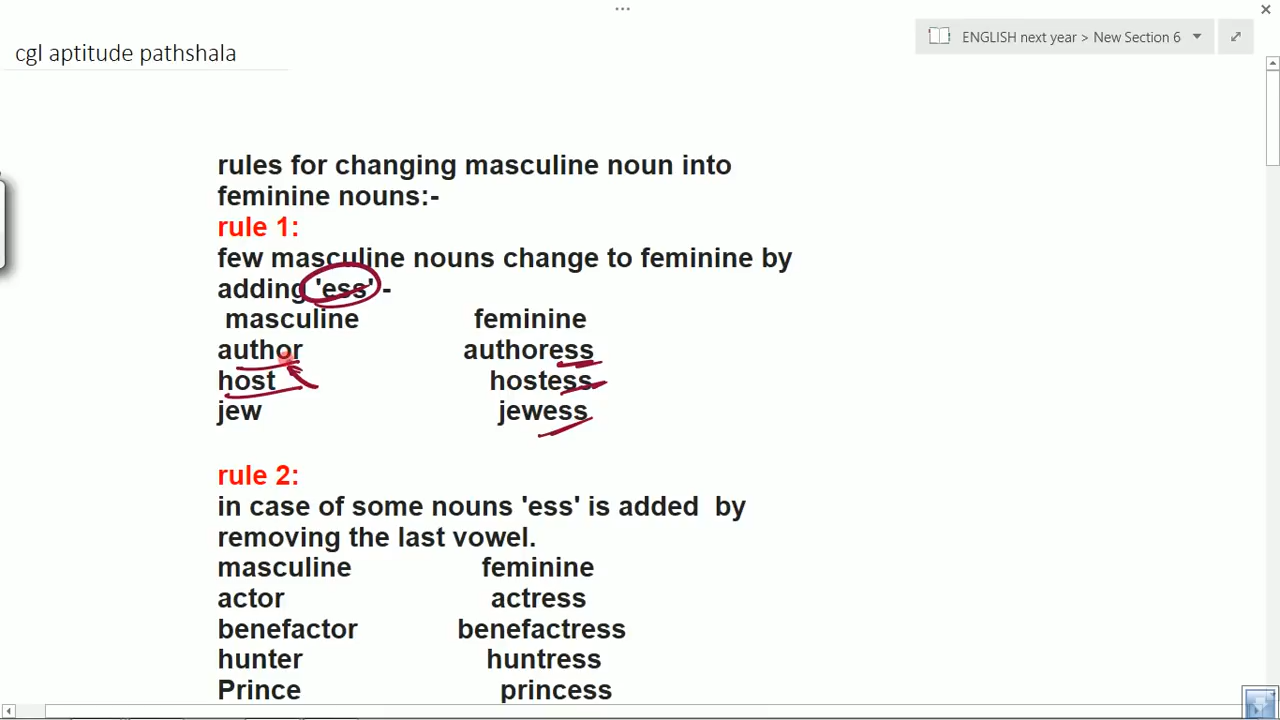 ENGLISH next year > New Section 6
cgl aptitude pathshala
rules for changing masculine noun into
feminine nouns:-
rule 1:
few masculine nouns change to feminine by
adding 'ess' -
masculine feminine
author authoress
host hostess
jew jewess
rule 2:
in case of some nouns 'ess' is added by
removing the last vowel.
masculine feminine
actor actress
benefactor benefactress
hunter huntress
Prince princess